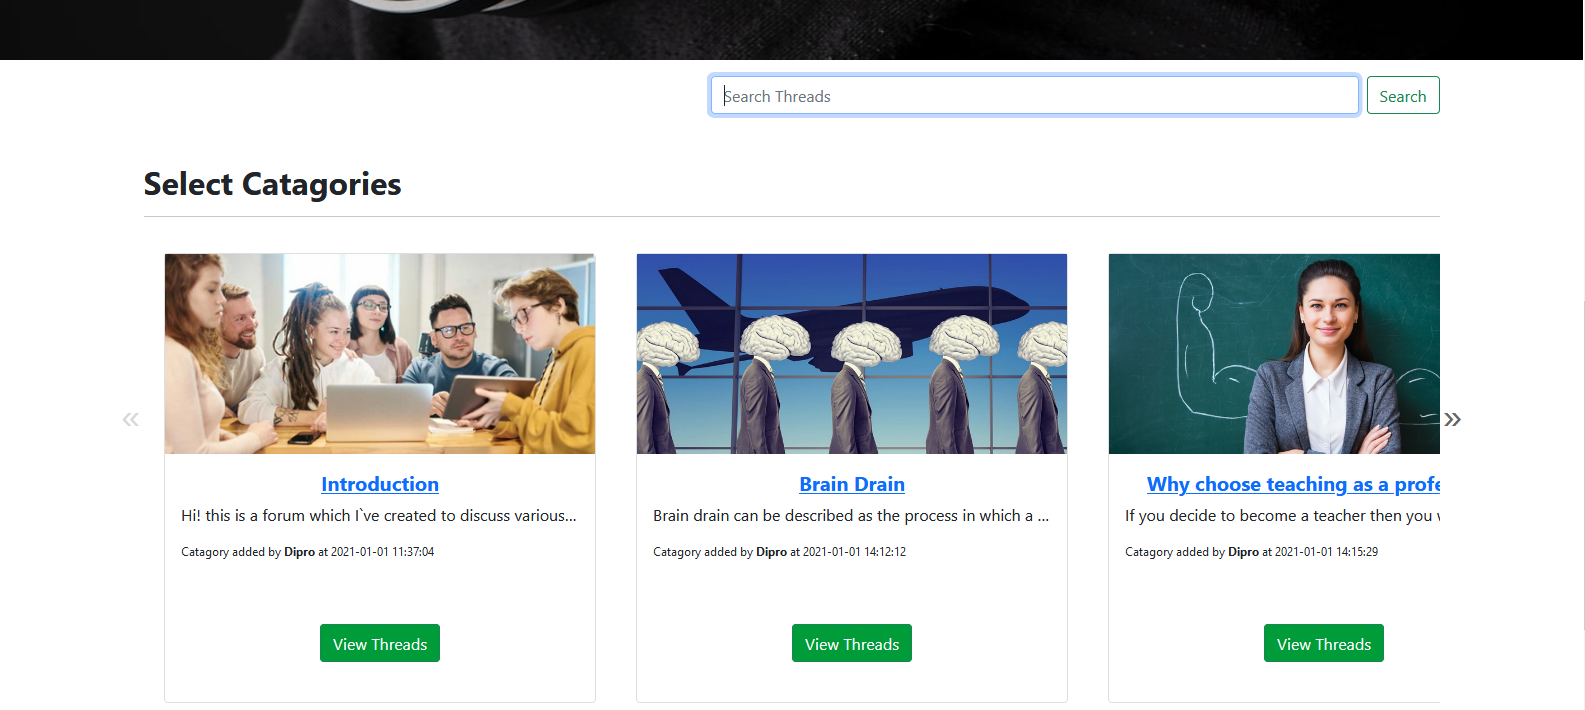 Search Threads
Search
Select Catagories
«
»
Introduction
Hi! this is a forum which I`ve created to discuss various...
Catagory added by Dipro at 2021-01-01 11:37:04
View Threads
Brain Drain
Brain drain can be described as the process in which a ...
Catagory added by Dipro at 2021-01-01 14:12:12
View Threads
Why choose teaching as a profe
If you decide to become a teacher then you
Catagory added by Dipro at 2021-01-01 14:15:29
View Threads